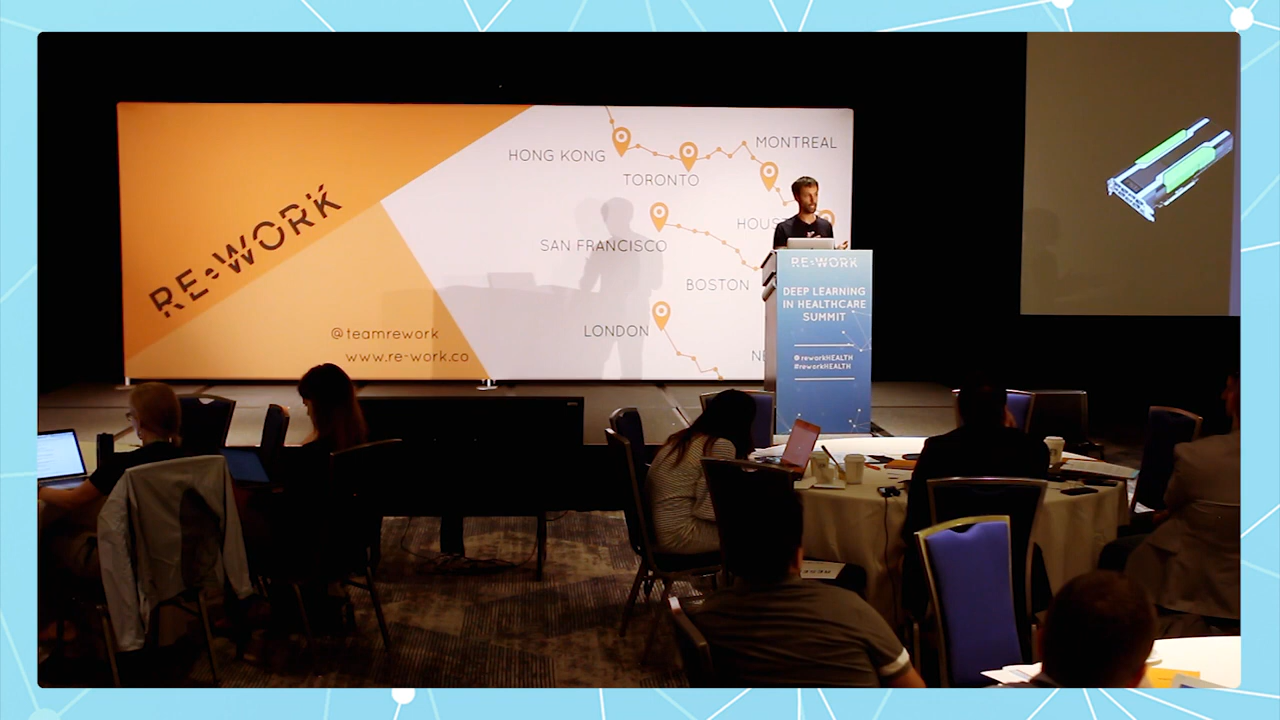 RE•WORK
@teamrework
www.re-work.co
HONG KONG
TORONTO
MONTREAL
SAN FRANCISCO
BOSTON
LONDON
RE•WORK
DEEP LEARNING
IN HEALTHCARE
SUMMIT
@reworkHEALTH
#reworkHEALTH